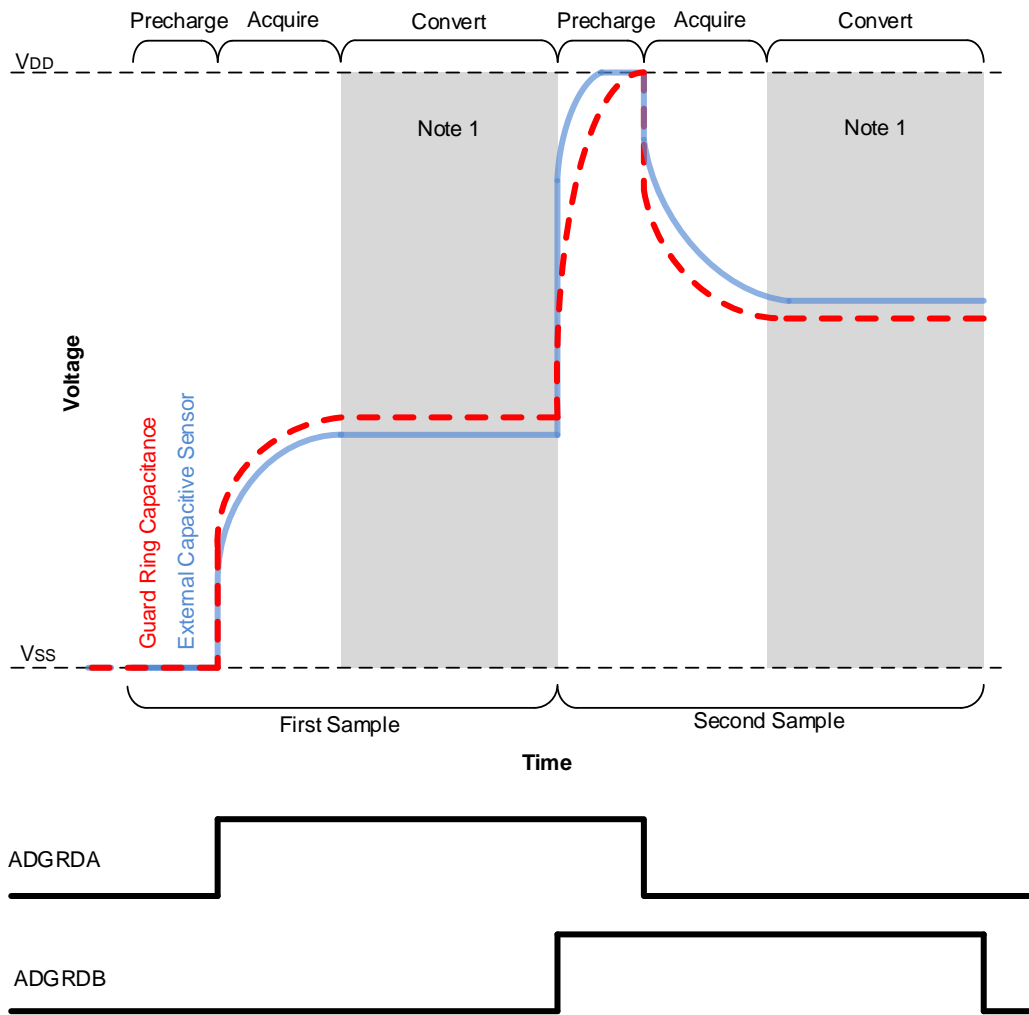 Precharge Acquire Convert Precharge Acquire Convert
VDD
Note 1 Note 1
Voltage
Guard Ring Capacitance
External Capacitive Sensor
VSS
First Sample Second Sample
Time
ADGRDA
ADGRDB